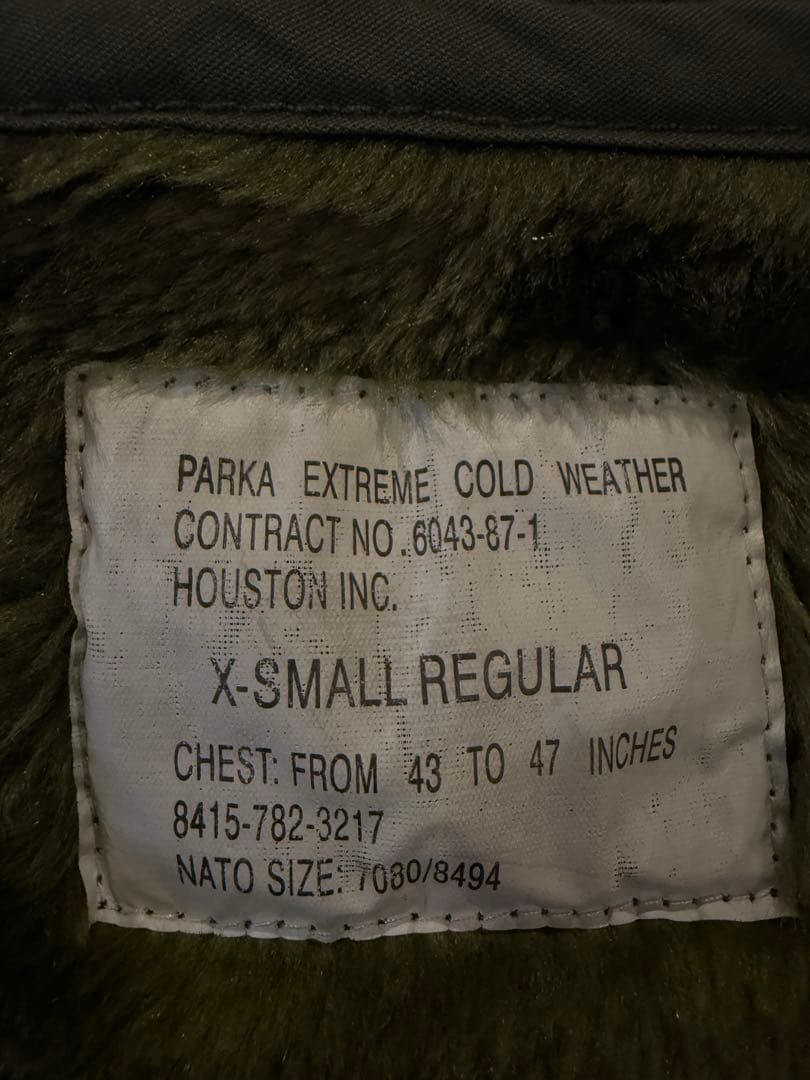 PARKA EXTREME COLD WEATHER
CONTRACT NO. 6043-87-1
HOUSTON INC.
X-SMALL REGULAR
CHEST: FROM 43 TO 47 INCHES
8415-782-3217
NATO SIZE: 7080/8494